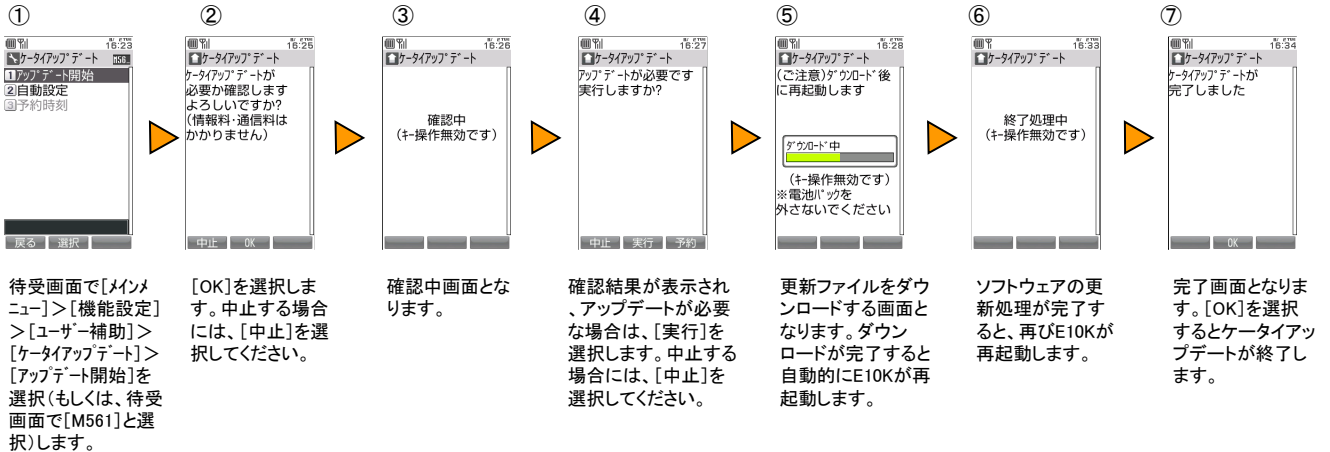 ①
②
③
④
⑤
⑥
⑦
16:23
ｹｰﾀｲｱｯﾌﾟﾃﾞｰﾄ M56_
1ｱｯﾌﾟﾃﾞｰﾄ開始
2自動設定
3予約時刻
戻る 選択
16:25
ｹｰﾀｲｱｯﾌﾟﾃﾞｰﾄ
ｹｰﾀｲｱｯﾌﾟﾃﾞｰﾄが
必要か確認します
よろしいですか?
(情報料・通信料は
かかりません)
中止 OK
16:26
ｹｰﾀｲｱｯﾌﾟﾃﾞｰﾄ
確認中
(ｷｰ操作無効です)
16:27
ｹｰﾀｲｱｯﾌﾟﾃﾞｰﾄ
ｱｯﾌﾟﾃﾞｰﾄが必要です
実行しますか?
中止 実行 予約
16:28
ｹｰﾀｲｱｯﾌﾟﾃﾞｰﾄ
(ご注意)ﾀﾞｳﾝﾛｰﾄﾞ後
に再起動します
ﾀﾞｳﾝﾛｰﾄﾞ中
(ｷｰ操作無効です)
※電池ﾊﾟｯｸを
外さないでください
16:33
ｹｰﾀｲｱｯﾌﾟﾃﾞｰﾄ
終了処理中
(ｷｰ操作無効です)
16:34
ｹｰﾀｲｱｯﾌﾟﾃﾞｰﾄ
ｹｰﾀｲｱｯﾌﾟﾃﾞｰﾄが
完了しました
OK
待受画面で[ﾒｲﾝﾒ
ﾆｭｰ]＞[機能設定]
＞[ﾕｰｻﾞｰ補助]＞
[ｹｰﾀｲｱｯﾌﾟﾃﾞｰﾄ]＞
[ｱｯﾌﾟﾃﾞｰﾄ開始]を
選択(もしくは、待受
画面で[M561]と選
択)します。
[OK]を選択しま
す。中止する場合
には、[中止]を選
択してください。
確認中画面とな
ります。
確認結果が表示され
、アップデートが必要
な場合は、[実行]を
選択します。中止する
場合には、[中止]を
選択してください。
更新ファイルをダウ
ンロードする画面と
なります。ダウン
ロードが完了すると
自動的にE10Kが再
起動します。
ソフトウェアの更
新処理が完了す
ると、再びE10Kが
再起動します。
完了画面となりま
す。[OK]を選択
するとケータイアッ
プデートが終了し
ます。